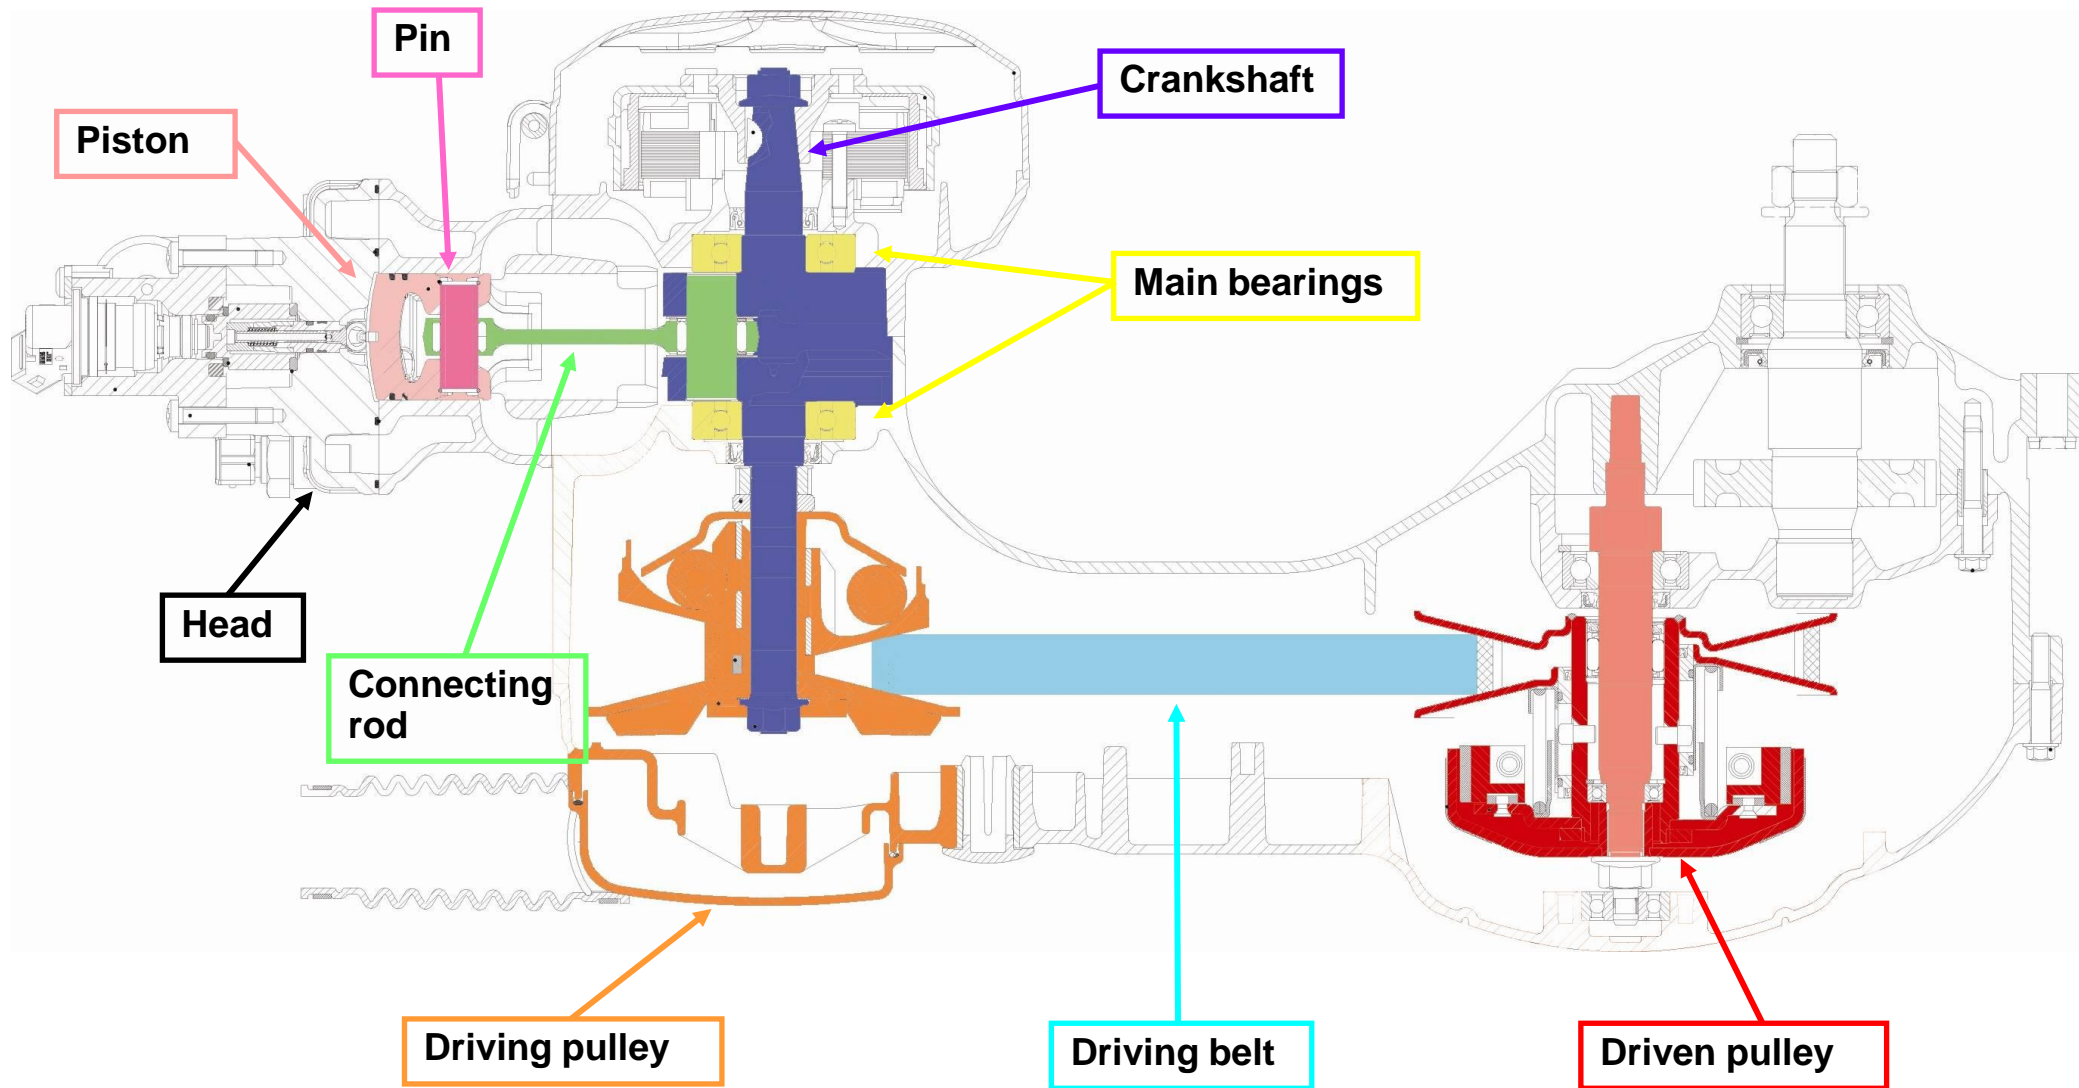 Pin
Crankshaft
Piston
Main bearings
Head
Connecting
rod
Driving pulley
Driving belt
Driven pulley